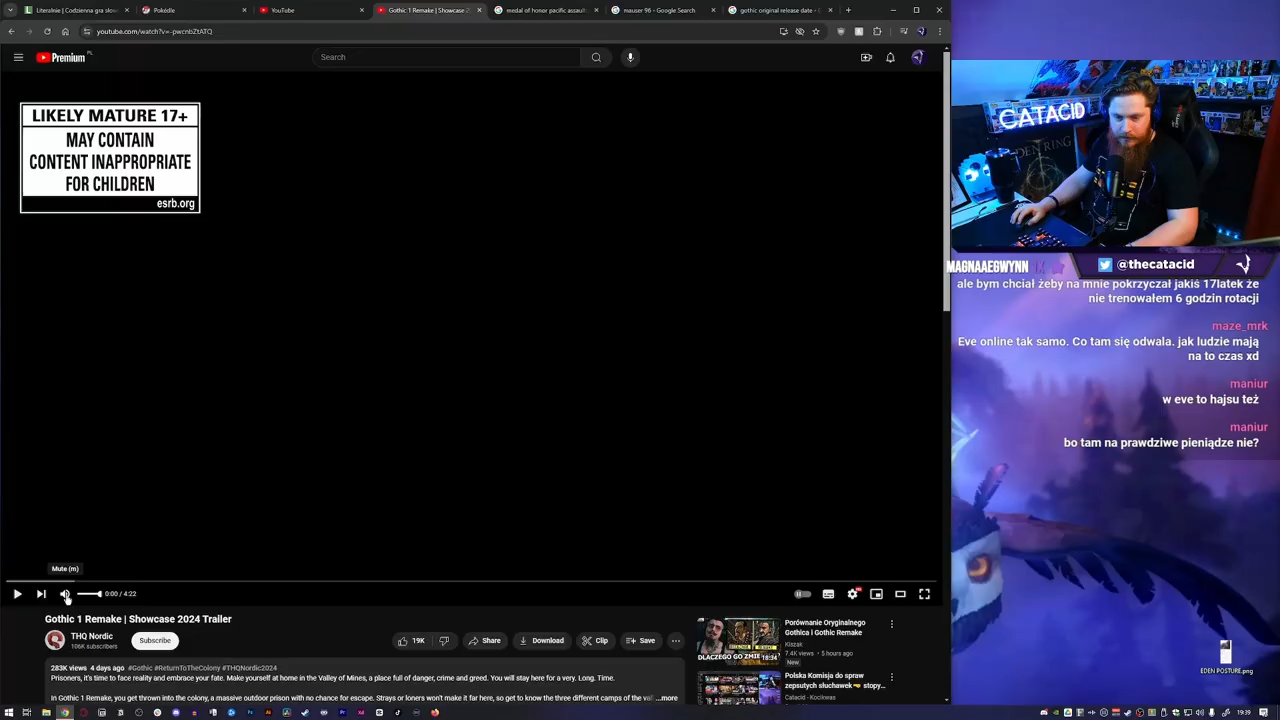 Literalnie | Codzienna gra słow
Pokédle
YouTube
Gothic 1 Remake | Showcase 2
medal of honor pacific assault
mauser 96 - Google Search
gothic original release date - G
youtube.com/watch?v=-pwcnbZtATQ
Premium PL
Search
LIKELY MATURE 17+
MAY CONTAIN
CONTENT INAPPROPRIATE
FOR CHILDREN
esrb.org
Mute (m)
0:00 / 4:22
Gothic 1 Remake | Showcase 2024 Trailer
THQ Nordic
106K subscribers
Subscribe
19K
Share
Download
Clip
Save
283K views 4 days ago #Gothic #ReturnToTheColony #THQNordic2024
Prisoners, it's time to face reality and embrace your fate. Make yourself at home in the Valley of Mines, a place full of danger, crime and greed. You will stay here for a very. Long. Time.
In Gothic 1 Remake, you get thrown into the colony, a massive outdoor prison with no chance for escape. Strays or loners won't make it far here, so get to know the three different camps of the val ...more
DLACZEGO GO ZMIE
18:34
Porównanie Oryginalnego
Gothica i Gothic Remake
Klazak
7.4K views • 5 hours ago
New
Polska Komisja do spraw
zepsutych słuchawek stopy...
Catacid - Kocliwas
CATACID
DEN RING
MAGNAAEGWYNN
@thecatacid
ale bym chciał żeby na mnie pokrzyczał jakiś 17latek że
nie trenowałem 6 godzin rotacji
maze_mrk
Eve online tak samo. Co tam się odwala. jak ludzie mają
na to czas xd
maniur
w eve to hajsu też
maniur
bo tam na prawdziwe pieniądze nie?
EDEN POSTURE.png
19:39